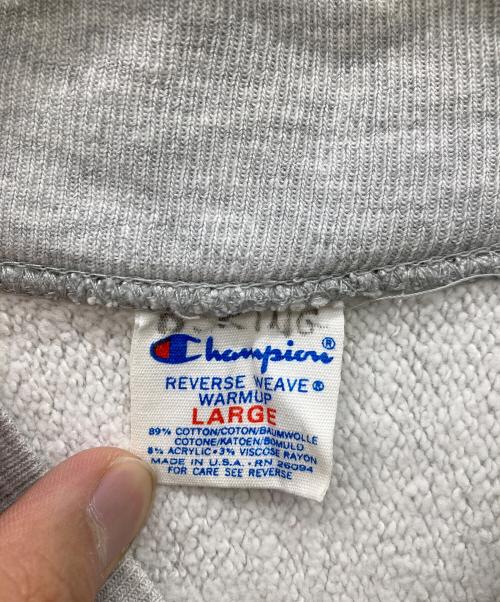 KING
Champion®
REVERSE WEAVE®
WARMUP
LARGE
89% COTTON/COTON/BAUMWOLLE
COTONE/KATOEN/BOMULD
8% ACRYLIC • 3% VISCOSE RAYON
MADE IN U.S.A. • RN 26094
FOR CARE SEE REVERSE